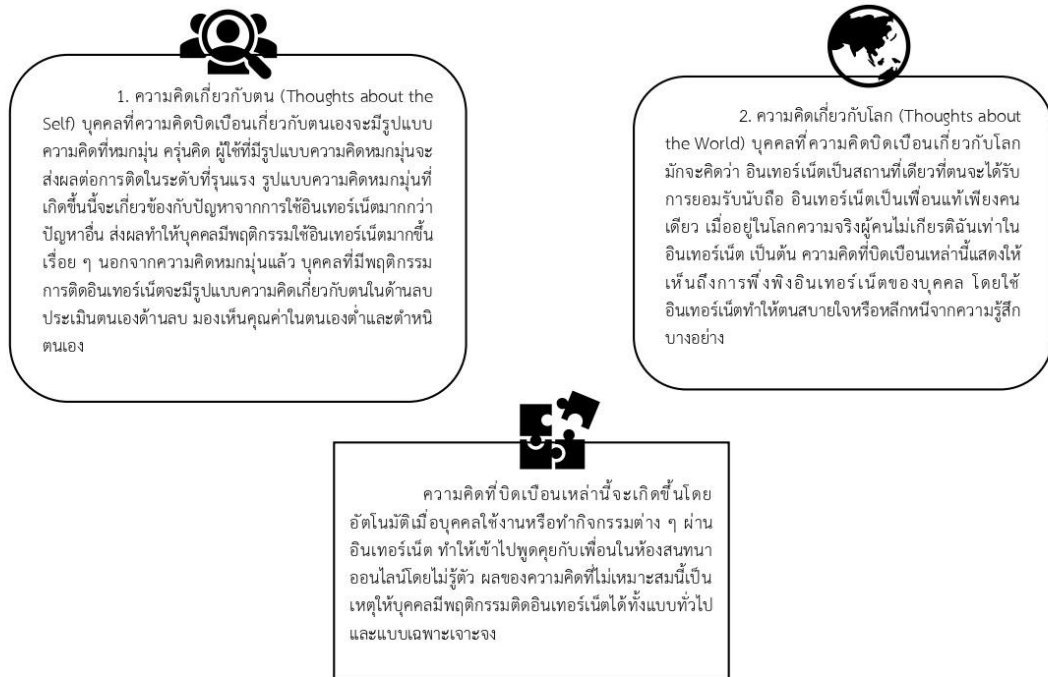 1. ความคิดเกี่ยวกับตน (Thoughts about the
Self) บุคคลที่ความคิดบิดเบือนเกี่ยวกับตนเองจะมีรูปแบบ
ความคิดที่หมกมุ่น ครุ่นคิด ผู้ใช้ที่มีรูปแบบความคิดหมกมุ่นจะ
ส่งผลต่อการติดในระดับที่รุนแรง รูปแบบความคิดหมกมุ่นที่
เกิดขึ้นนี้จะเกี่ยวข้องกับปัญหาจากการใช้อินเทอร์เน็ตมากกว่า
ปัญหาอื่น ส่งผลทำให้บุคคลมีพฤติกรรมใช้อินเทอร์เน็ตมากขึ้น
เรื่อย ๆ นอกจากความคิดหมกมุ่นแล้ว บุคคลที่มีพฤติกรรม
การติดอินเทอร์เน็ตจะมีรูปแบบความคิดเกี่ยวกับตนในด้านลบ
ประเมินตนเองด้านลบ มองเห็นคุณค่าในตนเองต่ำและตำหนิ
ตนเอง
2. ความคิดเกี่ยวกับโลก (Thoughts about
the World) บุคคลที่ความคิดบิดเบือนเกี่ยวกับโลก
มักจะคิดว่า อินเทอร์เน็ตเป็นสถานที่เดียวที่ตนจะได้รับ
การยอมรับนับถือ อินเทอร์เน็ตเป็นเพื่อนแท้เพียงคน
เดียว เมื่ออยู่ในโลกความจริงผู้คนไม่เกียรติฉันเท่าใน
อินเทอร์เน็ต เป็นต้น ความคิดที่บิดเบือนเหล่านี้แสดงให้
เห็นถึงการพึ่งพิงอินเทอร์เน็ตของบุคคล โดยใช้
อินเทอร์เน็ตทำให้ตนสบายใจหรือหลีกหนีจากความรู้สึก
บางอย่าง
ความคิดที่บิดเบือนเหล่านี้จะเกิดขึ้นโดย
อัตโนมัติเมื่อบุคคลใช้งานหรือทำกิจกรรมต่าง ๆ ผ่าน
อินเทอร์เน็ต ทำให้เข้าไปพูดคุยกับเพื่อนในห้องสนทนา
ออนไลน์โดยไม่รู้ตัว ผลของความคิดที่ไม่เหมาะสมนี้เป็น
เหตุให้บุคคลมีพฤติกรรมติดอินเทอร์เน็ตได้ทั้งแบบทั่วไป
และแบบเฉพาะเจาะจง